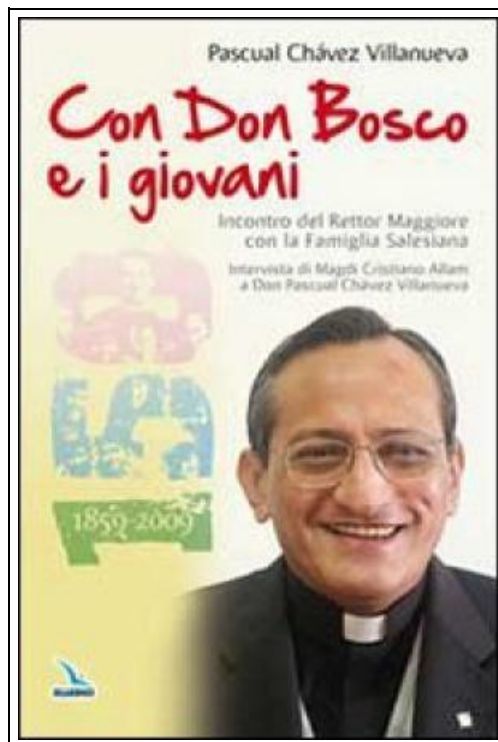 Pascual Chávez Villanueva
Con Don Bosco
e i giovani
Incontro del Rettor Maggiore
con la Famiglia Salesiana
Intervista di Magdi Cristiano Allam
a Don Pascual Chávez Villanueva
150
1859-2009